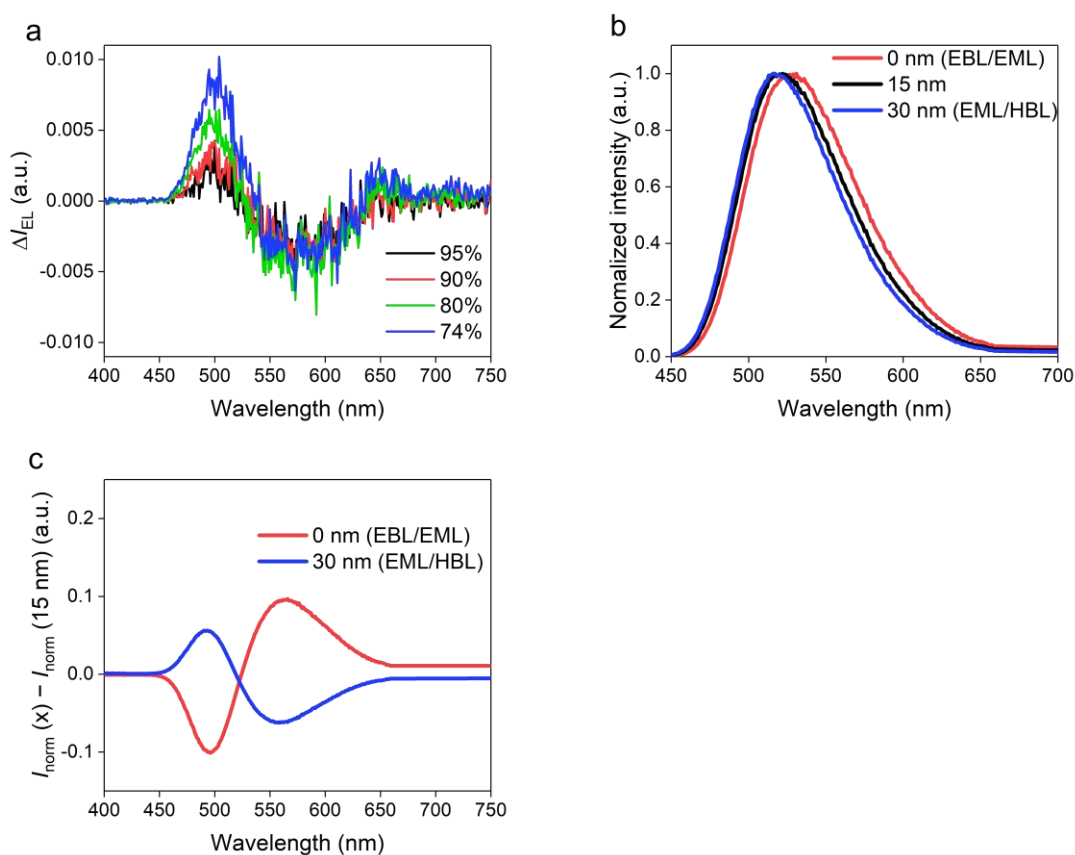 a
0.010
0.005
0.000
-0.005
-0.010
ΔI_EL (a.u.)
95%
90%
80%
74%
400 450 500 550 600 650 700 750
Wavelength (nm)
b
1.0
0.8
0.6
0.4
0.2
0.0
Nomalized intensity (a.u.)
0 nm (EBL/EML)
15 nm
30 nm (EML/HBL)
450 500 550 600 650 700
Wavelength (nm)
c
0.2
0.1
0.0
-0.1
I_norm (x) − I_norm (15 nm) (a.u.)
0 nm (EBL/EML)
30 nm (EML/HBL)
400 450 500 550 600 650 700 750
Wavelength (nm)